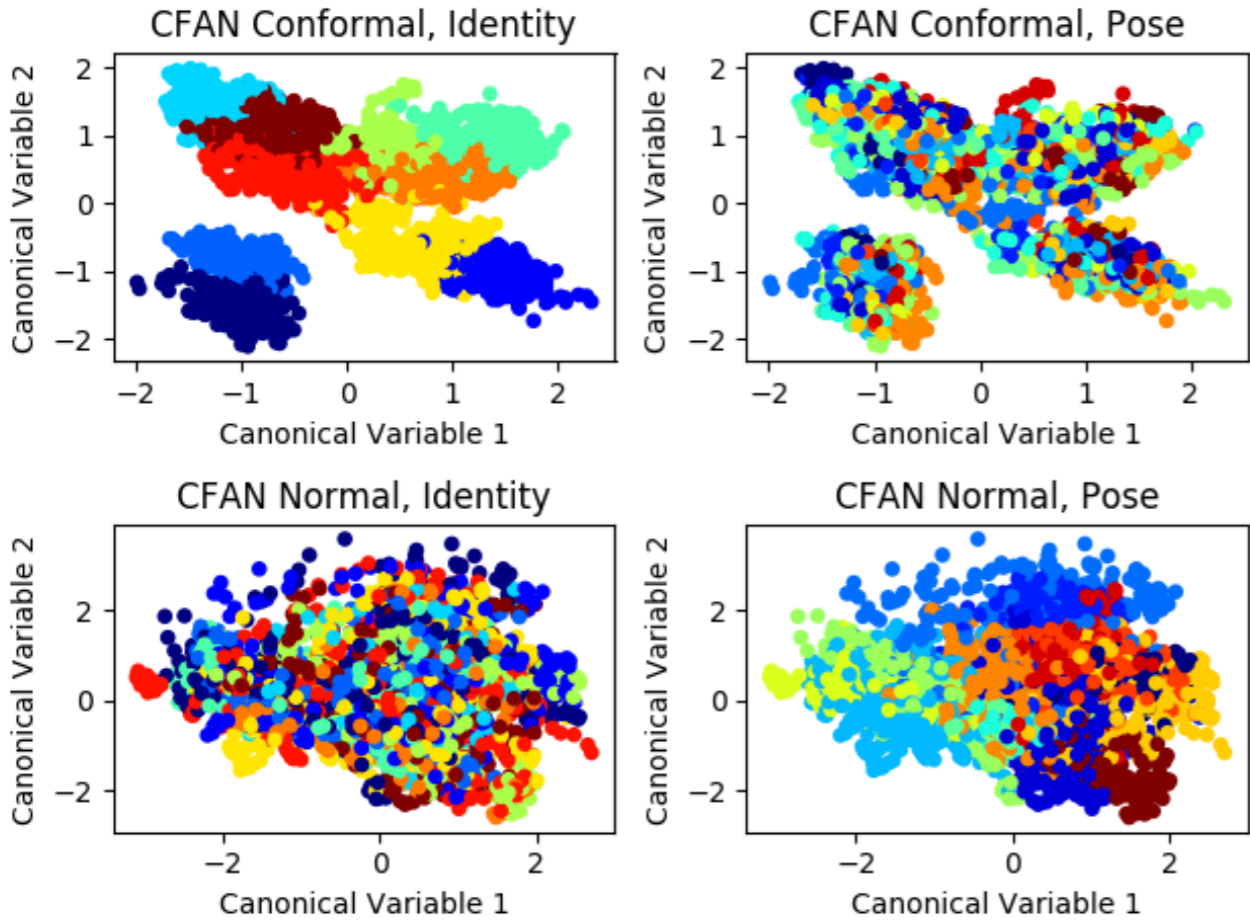 CFAN Conformal, Identity
CFAN Conformal, Pose
Canonical Variable 2
2
1
0
−1
−2
−2
−1
0
1
2
Canonical Variable 1
Canonical Variable 2
2
1
0
−1
−2
−2
−1
0
1
2
Canonical Variable 1
CFAN Normal, Identity
CFAN Normal, Pose
Canonical Variable 2
2
0
−2
−2
0
2
Canonical Variable 1
Canonical Variable 2
2
0
−2
−2
0
2
Canonical Variable 1